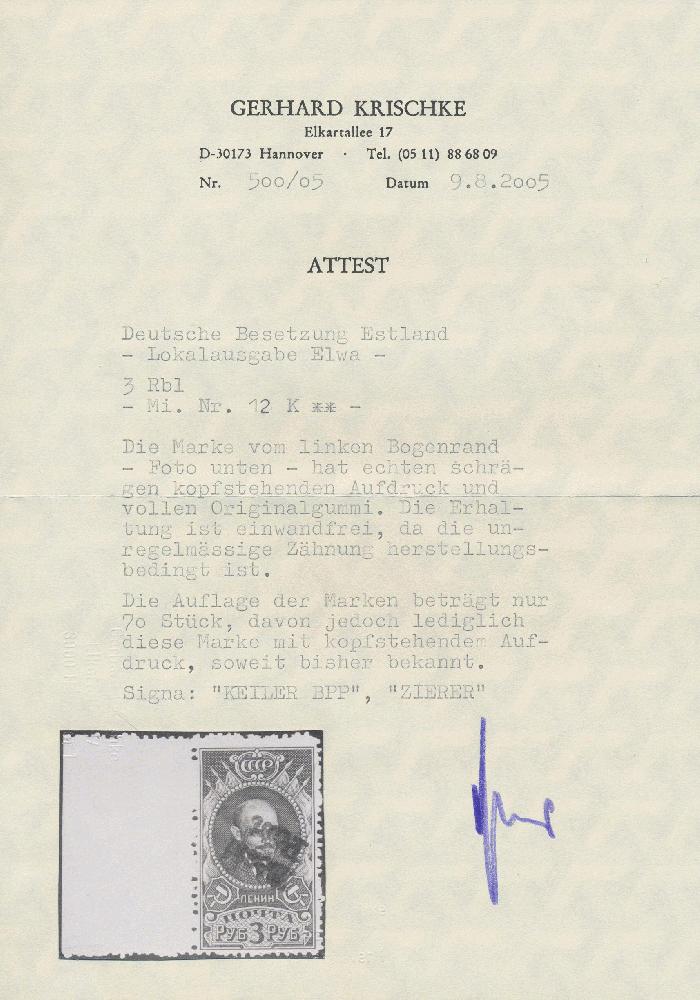 GERHARD KRISCHKE
Elkartallee 17
D-30173 Hannover · Tel. (05 11) 88 68 09
Nr. 500/05 Datum 9.8.2005
ATTEST
Deutsche Besetzung Estland
- Lokalausgabe Elwa -
3 Rbl
- Mi. Nr. 12 K ** -
Die Marke vom linken Bogenrand
- Foto unten - hat echten schrä-
gen kopfstehenden Aufdruck und
vollen Originalgummi. Die Erhal-
tung ist einwandfrei, da die un-
regelmässige Zähnung herstellungs-
bedingt ist.
Die Auflage der Marken beträgt nur
70 Stück, davon jedoch lediglich
diese Marke mit kopfstehendem Auf-
druck, soweit bisher bekannt.
Signa: "KEILER BPP", "ZIERER"
СССР
ЛЕНИН
ПОЧТА
РУБ 3 РУБ